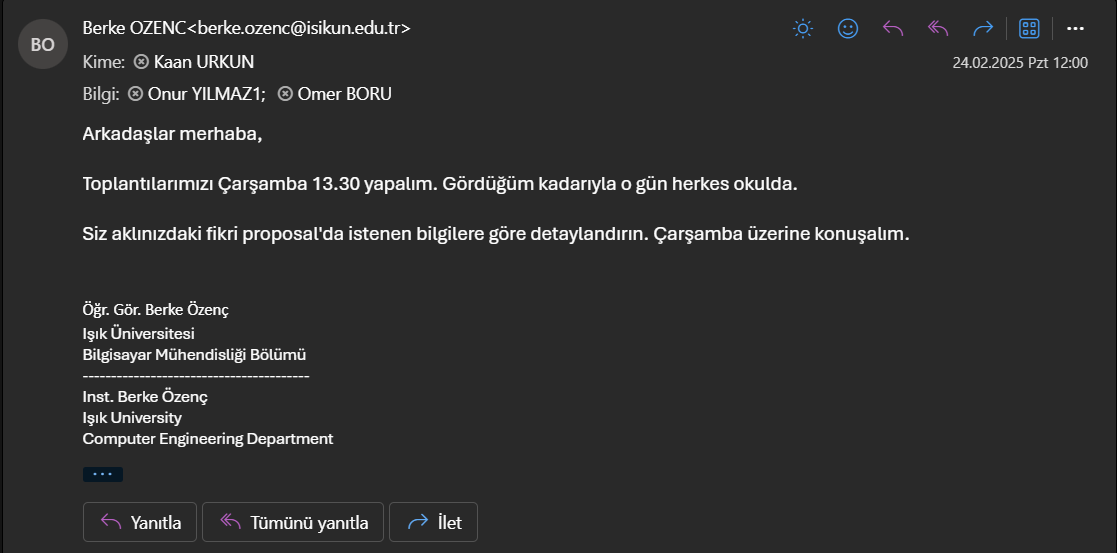 BO
Berke OZENC<berke.ozenc@isikun.edu.tr>
Kime: Kaan URKUN
24.02.2025 Pzt 12:00
Bilgi: Onur YILMAZ1; Omer BORU
Arkadaşlar merhaba,
Toplantılarımızı Çarşamba 13.30 yapalım. Gördüğüm kadarıyla o gün herkes okulda.
Siz aklınızdaki fikri proposal'da istenen bilgilere göre detaylandırın. Çarşamba üzerine konuşalım.
Öğr. Gör. Berke Özenç
Işık Üniversitesi
Bilgisayar Mühendisliği Bölümü
-----------------------------------------
Inst. Berke Özenç
Işık University
Computer Engineering Department
Yanıtla
Tümünü yanıtla
İlet